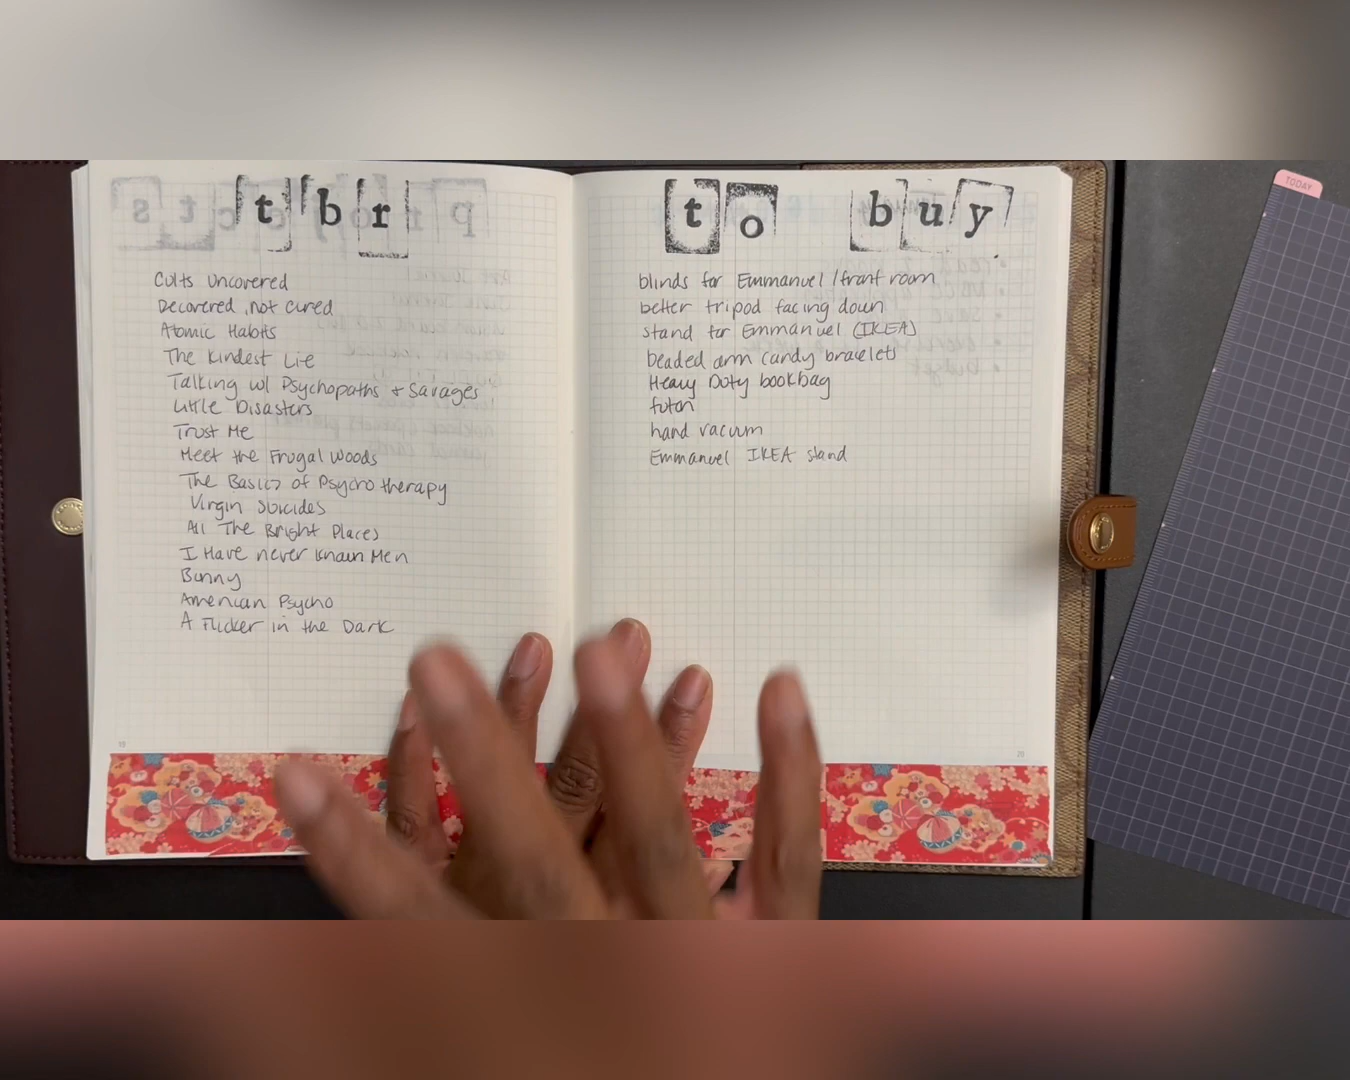 tbr
Cults Uncovered
Decovered, not cured
Atomic Habits
The Kindest Lie
Talking w/ Psychopaths + Savages
Little Disasters
Trust Me
Meet the Frugal Woods
The Basics of Psychotherapy
Virgin Suicides
All The Bright Places
I Have never known Men
Bunny
American Psycho
A Flicker in the Dark
19
to buy
blinds for Emmanuel / front room
better tripod facing down
stand for Emmanuel (IKEA)
beaded arm candy bracelets
Heavy Duty bookbag
futon
hand vacuum
Emmanuel IKEA stand
20
TODAY